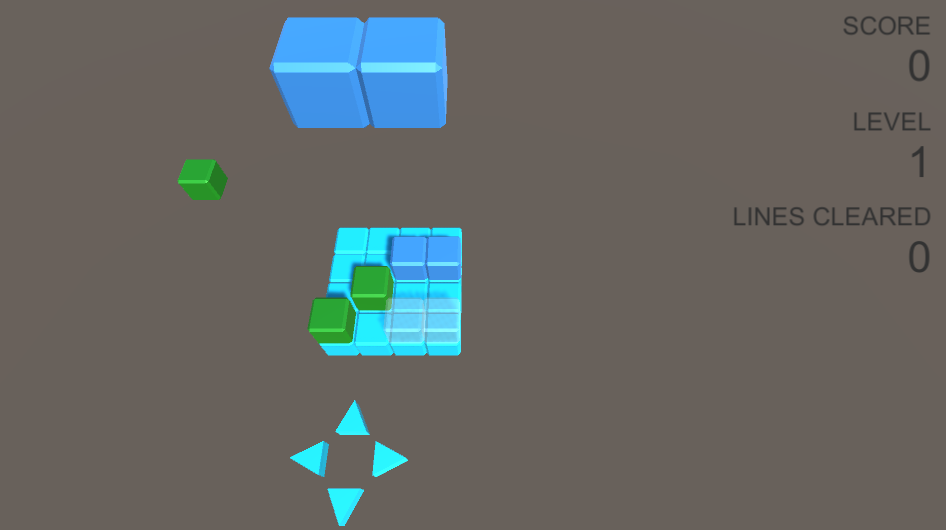 SCORE
0
LEVEL
1
LINES CLEARED
0